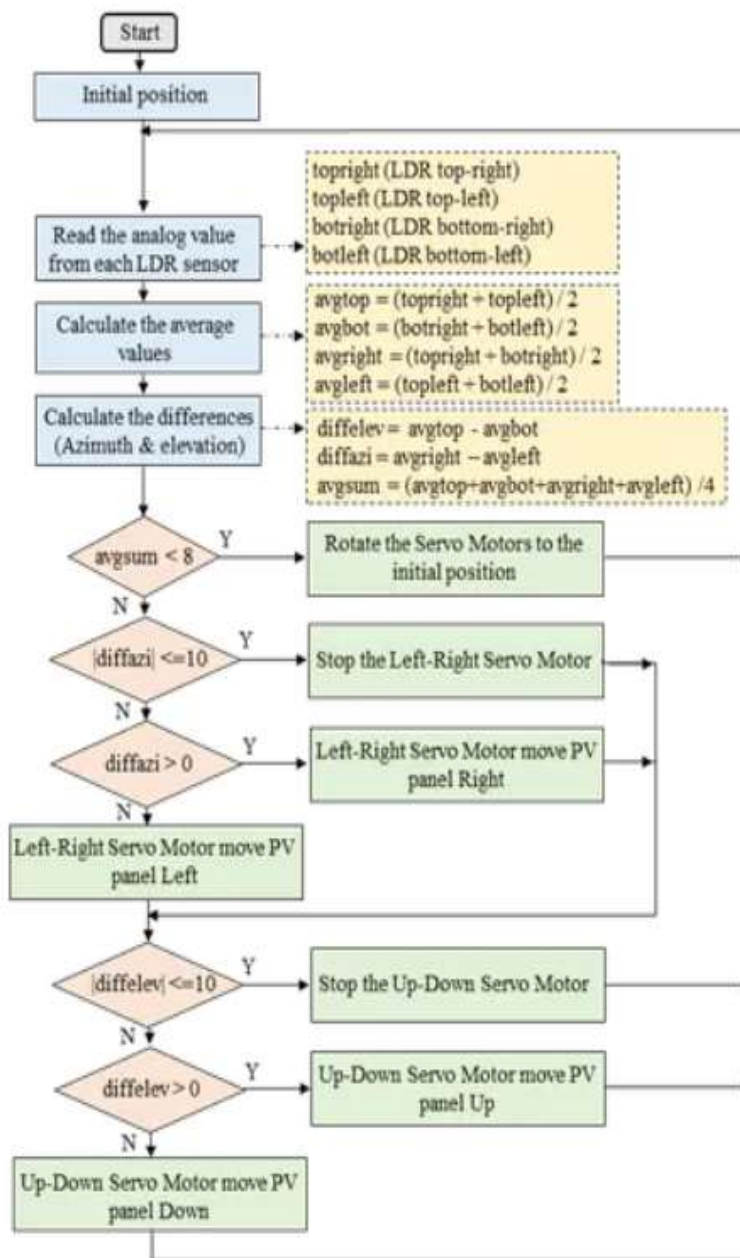 Start
Initial position
Read the analog value
from each LDR sensor
topright (LDR top-right)
topleft (LDR top-left)
botright (LDR bottom-right)
botleft (LDR bottom-left)
Calculate the average
values
avgtop = (topright + topleft) / 2
avgbot = (botright + botleft) / 2
avgright = (topright + botright) / 2
avgleft = (topleft + botleft) / 2
Calculate the differences
(Azimuth & elevation)
diffelev= avgtop - avgbot
diffazi = avgright – avgleft
avgsum = (avgtop+avgbot+avgright+avgleft) /4
avgsum < 8
Y
Rotate the Servo Motors to the
initial position
N
|diffazi| <=10
Y
Stop the Left-Right Servo Motor
N
diffazi > 0
Y
Left-Right Servo Motor move PV
panel Right
N
Left-Right Servo Motor move PV
panel Left
|diffelev| <=10
Y
Stop the Up-Down Servo Motor
N
diffelev > 0
Y
Up-Down Servo Motor move PV
panel Up
N
Up-Down Servo Motor move PV
panel Down